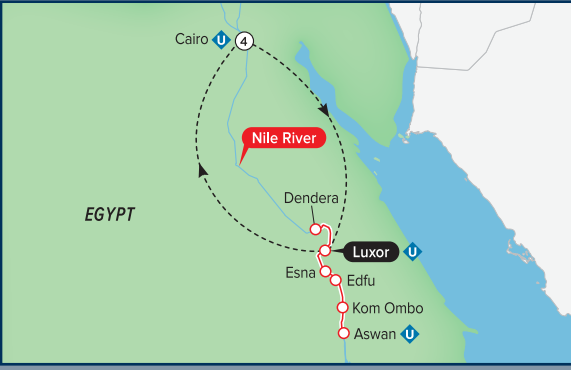 Cairo U 4
Nile River
Dendera
EGYPT
Luxor U
Esna
Edfu
Kom Ombo
Aswan U